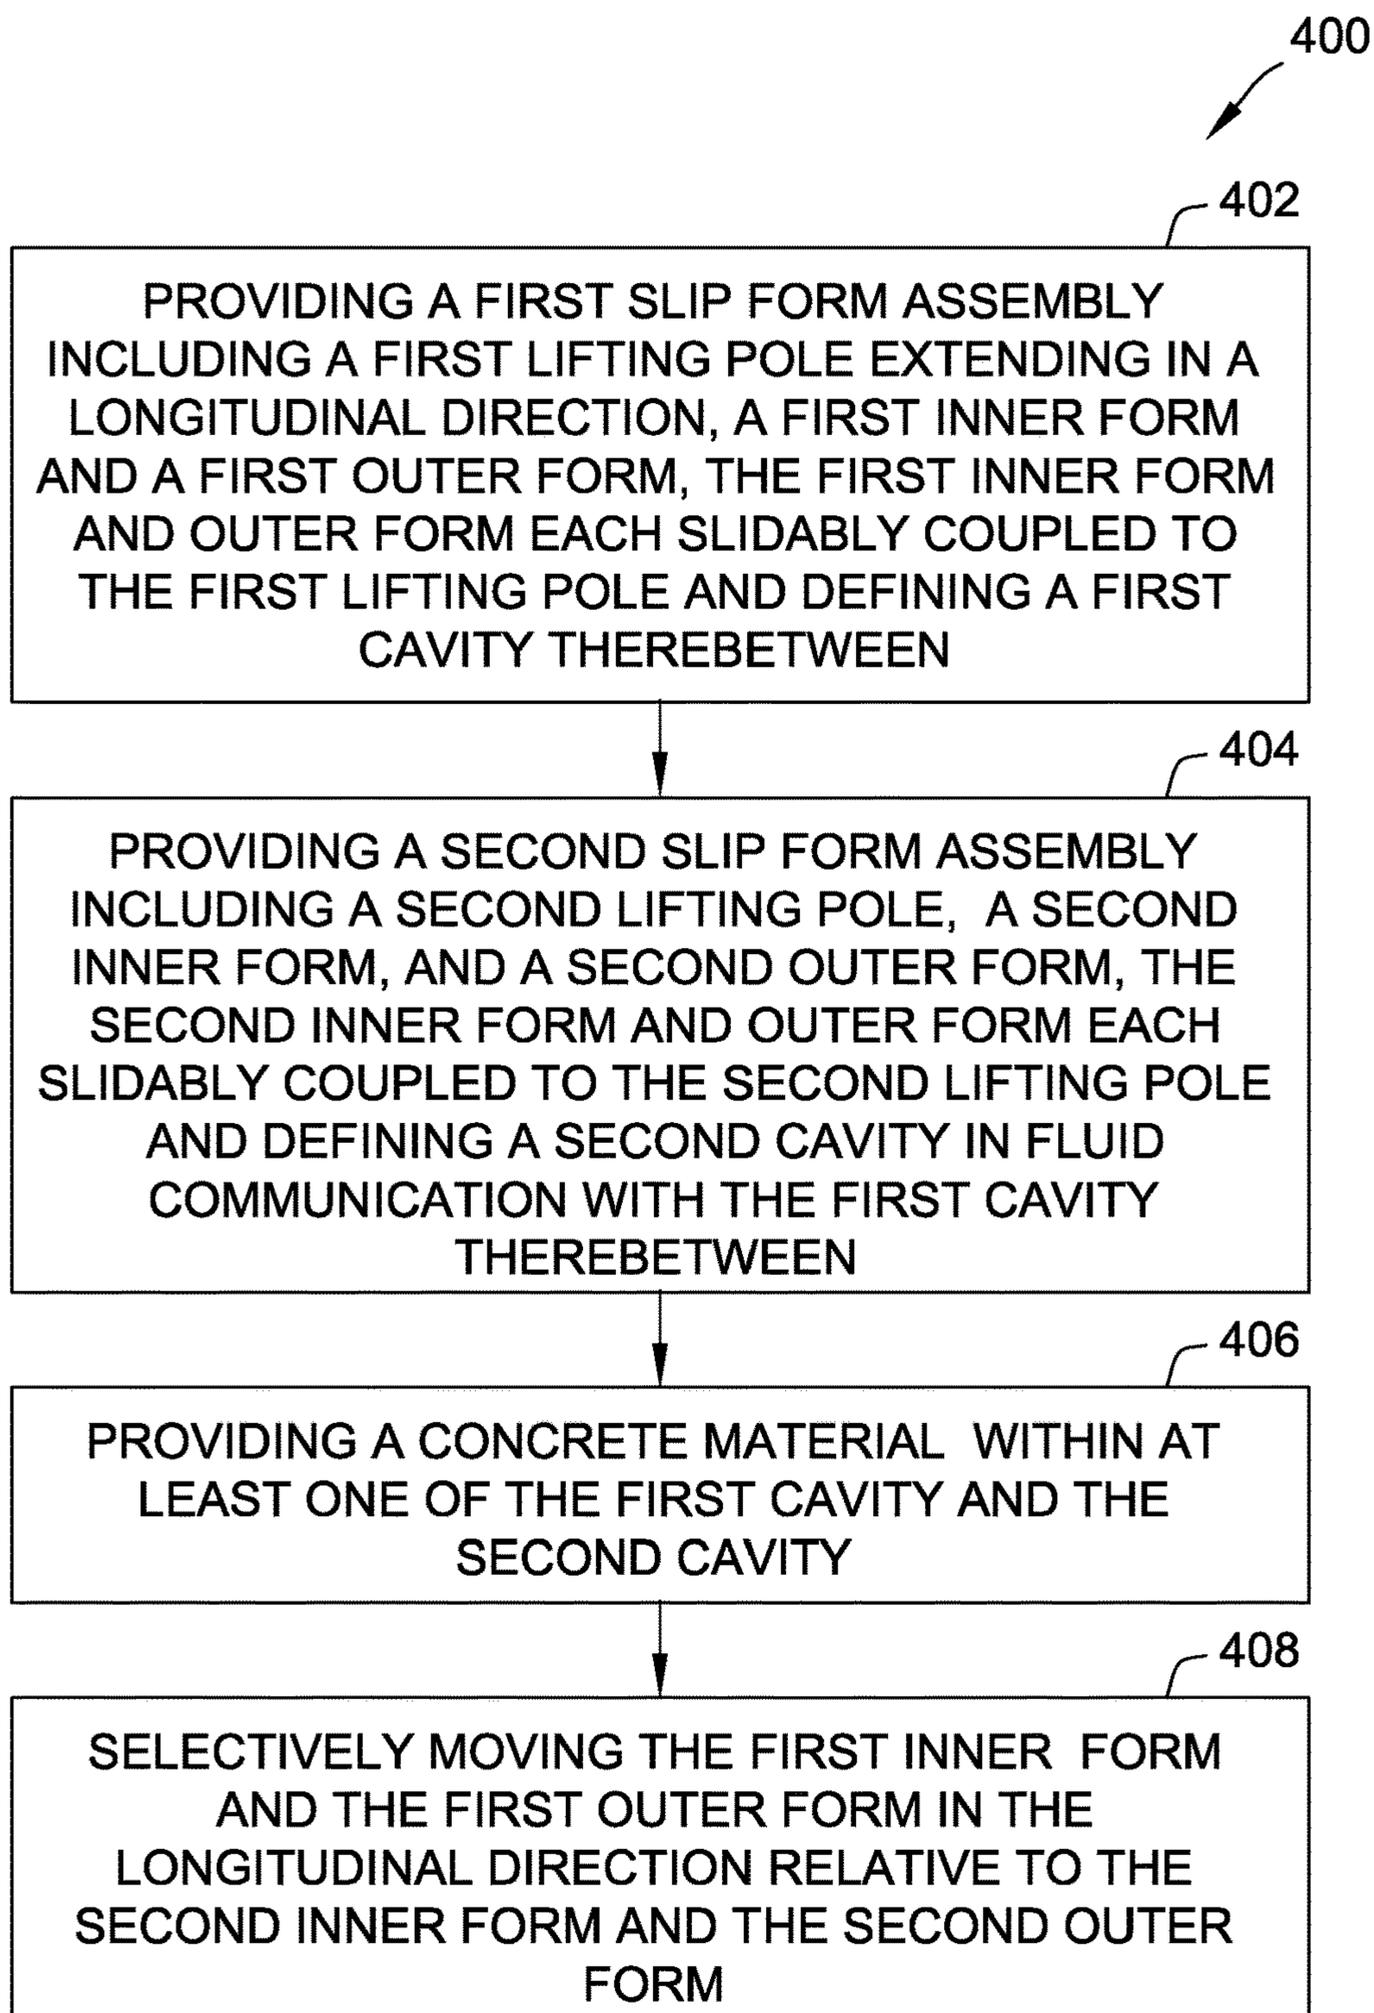 400
402
PROVIDING A FIRST SLIP FORM ASSEMBLY
INCLUDING A FIRST LIFTING POLE EXTENDING IN A
LONGITUDINAL DIRECTION, A FIRST INNER FORM
AND A FIRST OUTER FORM, THE FIRST INNER FORM
AND OUTER FORM EACH SLIDABLY COUPLED TO
THE FIRST LIFTING POLE AND DEFINING A FIRST
CAVITY THEREBETWEEN
404
PROVIDING A SECOND SLIP FORM ASSEMBLY
INCLUDING A SECOND LIFTING POLE, A SECOND
INNER FORM, AND A SECOND OUTER FORM, THE
SECOND INNER FORM AND OUTER FORM EACH
SLIDABLY COUPLED TO THE SECOND LIFTING POLE
AND DEFINING A SECOND CAVITY IN FLUID
COMMUNICATION WITH THE FIRST CAVITY
THEREBETWEEN
406
PROVIDING A CONCRETE MATERIAL WITHIN AT
LEAST ONE OF THE FIRST CAVITY AND THE
SECOND CAVITY
408
SELECTIVELY MOVING THE FIRST INNER FORM
AND THE FIRST OUTER FORM IN THE
LONGITUDINAL DIRECTION RELATIVE TO THE
SECOND INNER FORM AND THE SECOND OUTER
FORM